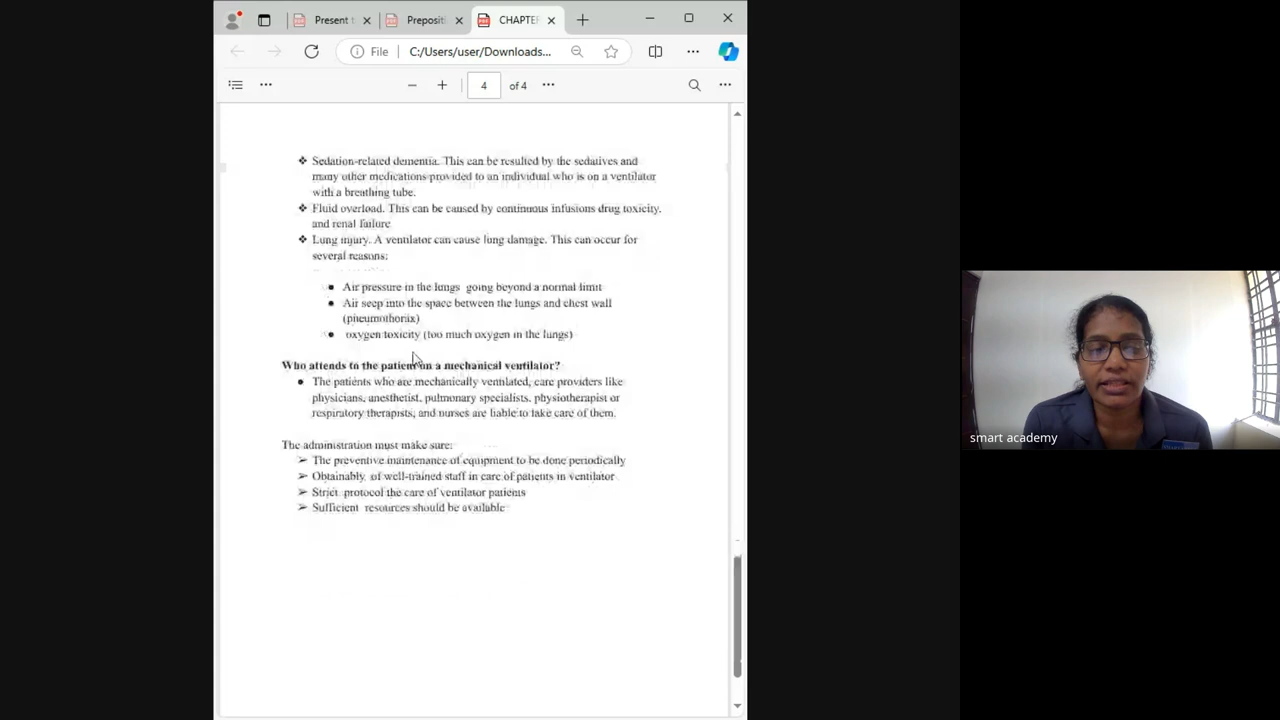 Present
Prepositi
CHAPTER
File
C:/Users/user/Downloads...
4 of 4
❖ Sedation-related dementia. This can be resulted by the sedatives and
many other medications provided to an individual who is on a ventilator
with a breathing tube.
❖ Fluid overload. This can be caused by continuous infusions drug toxicity,
and renal failure
❖ Lung injury. A ventilator can cause lung damage. This can occur for
several reasons:
● Air pressure in the lungs going beyond a normal limit
● Air seep into the space between the lungs and chest wall
(pneumothorax)
● oxygen toxicity (too much oxygen in the lungs)
Who attends to the patient on a mechanical ventilator?
● The patients who are mechanically ventilated, care providers like
physicians, anesthetist, pulmonary specialists, physiotherapist or
respiratory therapists, and nurses are liable to take care of them.
The administration must make sure:
➢ The preventive maintenance of equipment to be done periodically
➢ Obtainably of well-trained staff in care of patients in ventilator
➢ Strict protocol the care of ventilator patients
➢ Sufficient resources should be available
smart academy